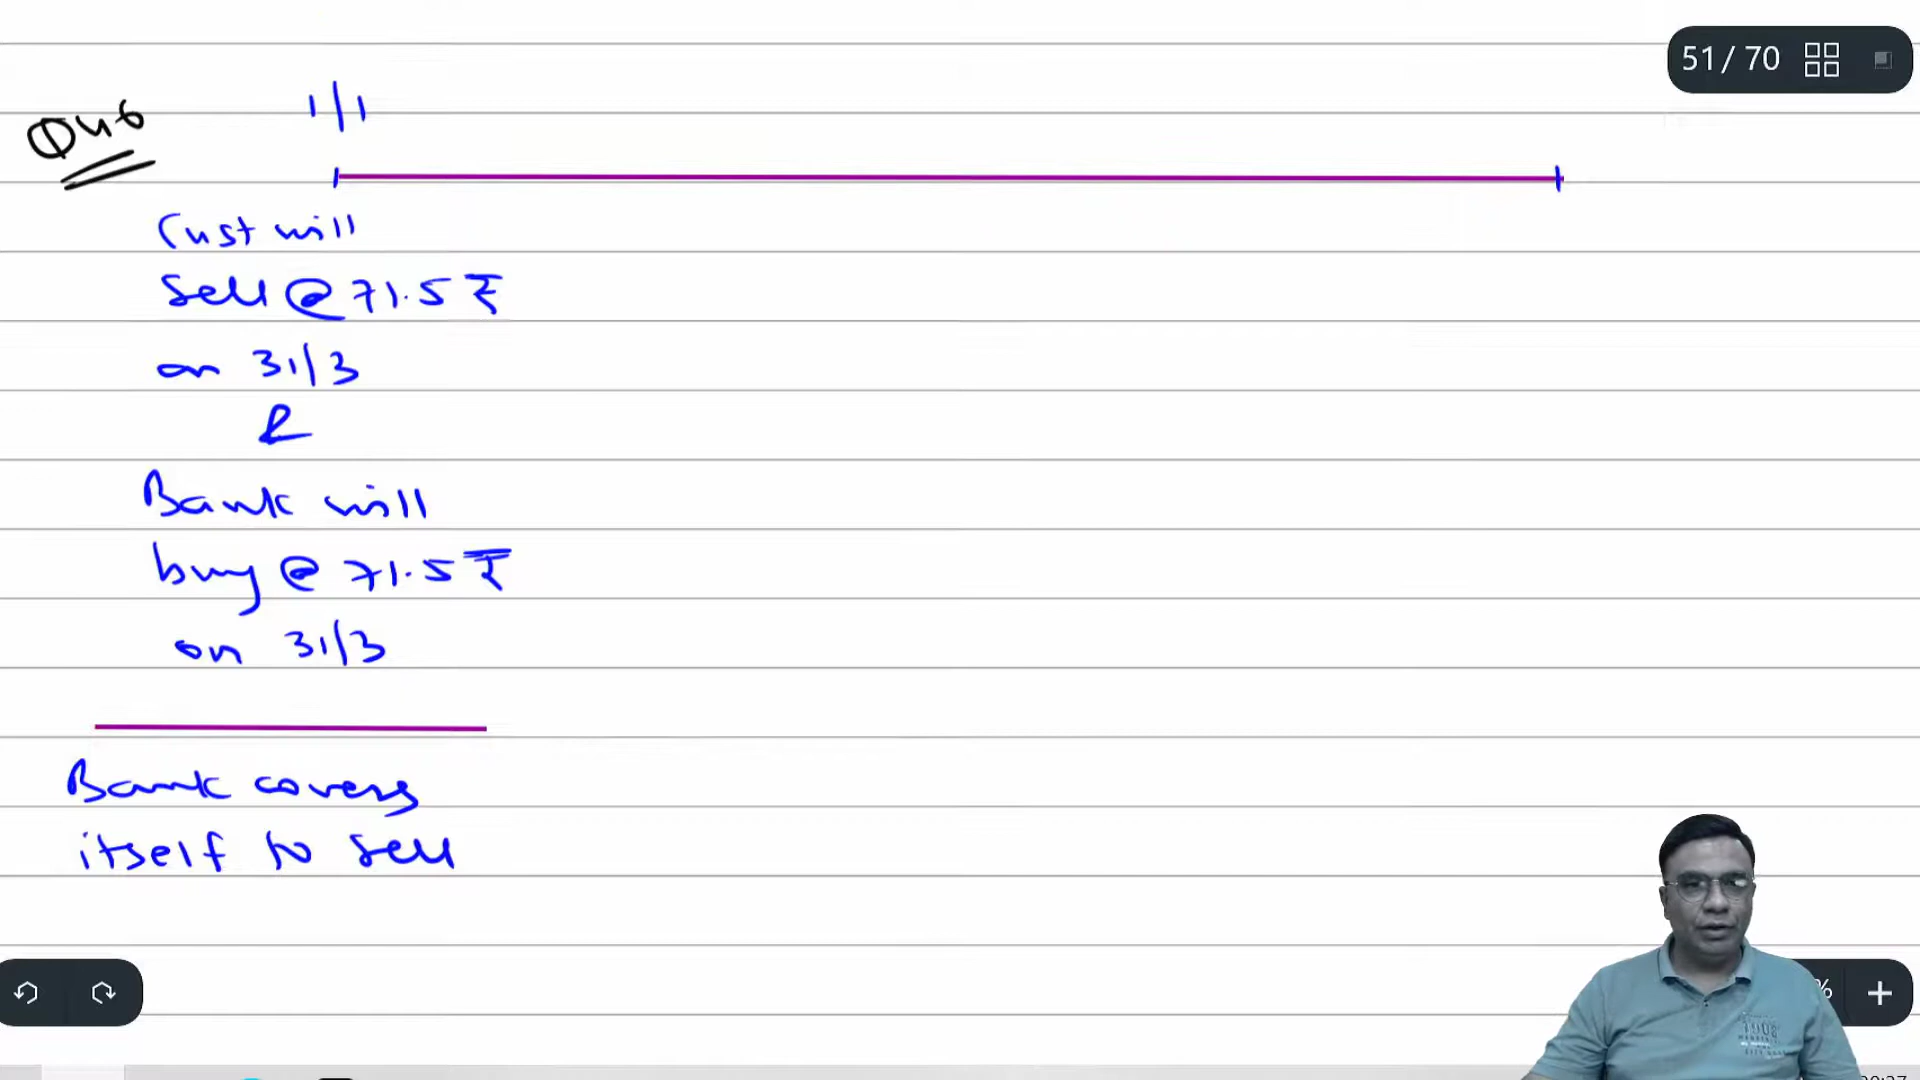 51 / 70
Q46
1/1
Cust will
sell @ 71.5 ₹
on 31/3
&
Bank will
buy @ 71.5 ₹
on 31/3
Bank covers
itself to sell
%
+